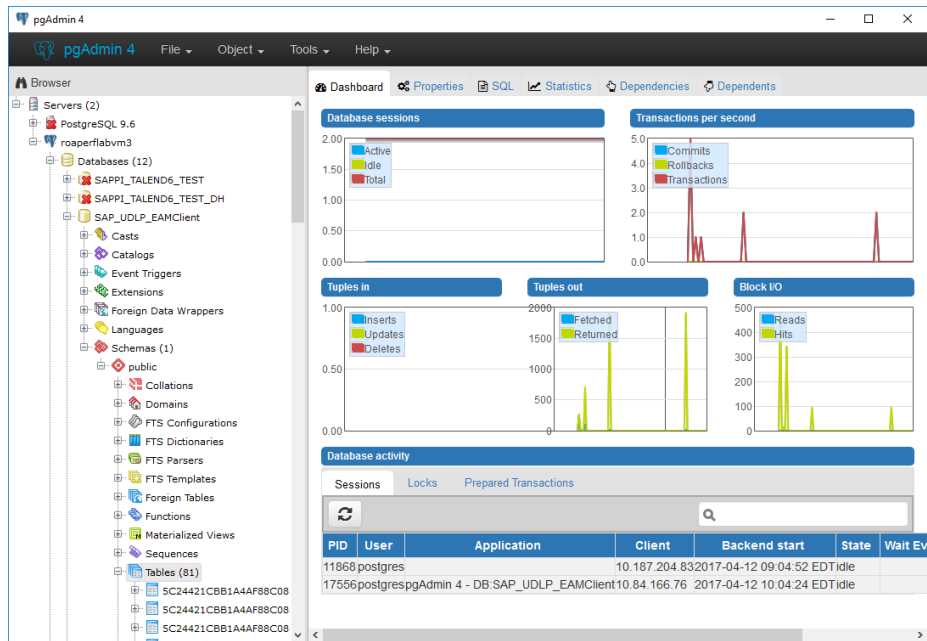 pgAdmin 4
pgAdmin 4 File Object Tools Help
Browser
Servers (2)
PostgreSQL 9.6
roaperflabvm3
Databases (12)
SAPPI_TALEND6_TEST
SAPPI_TALEND6_TEST_DH
SAP_UDLP_EAMClient
Casts
Catalogs
Event Triggers
Extensions
Foreign Data Wrappers
Languages
Schemas (1)
public
Collations
Domains
FTS Configurations
FTS Dictionaries
FTS Parsers
FTS Templates
Foreign Tables
Functions
Materialized Views
Sequences
Tables (81)
5C24421CBB1A4AF88C08
5C24421CBB1A4AF88C08
5C24421CBB1A4AF88C08
Dashboard Properties SQL Statistics Dependencies Dependents
Database sessions
2.00
1.50
1.00
0.50
0.00
Active
Idle
Total
Transactions per second
5.0
4.0
3.0
2.0
1.0
0.0
Commits
Rollbacks
Transactions
Tuples in
1.00
0.50
0.00
Inserts
Updates
Deletes
Tuples out
2000
1500
1000
500
0
Fetched
Returned
Block I/O
500
400
300
200
100
0
Reads
Hits
Database activity
Sessions Locks Prepared Transactions
PID User Application Client Backend start State Wait Ev
11868 postgres 10.187.204.83 2017-04-12 09:04:52 EDT idle
17556 postgres pgAdmin 4 - DB:SAP_UDLP_EAMClient 10.84.166.76 2017-04-12 10:04:24 EDT idle